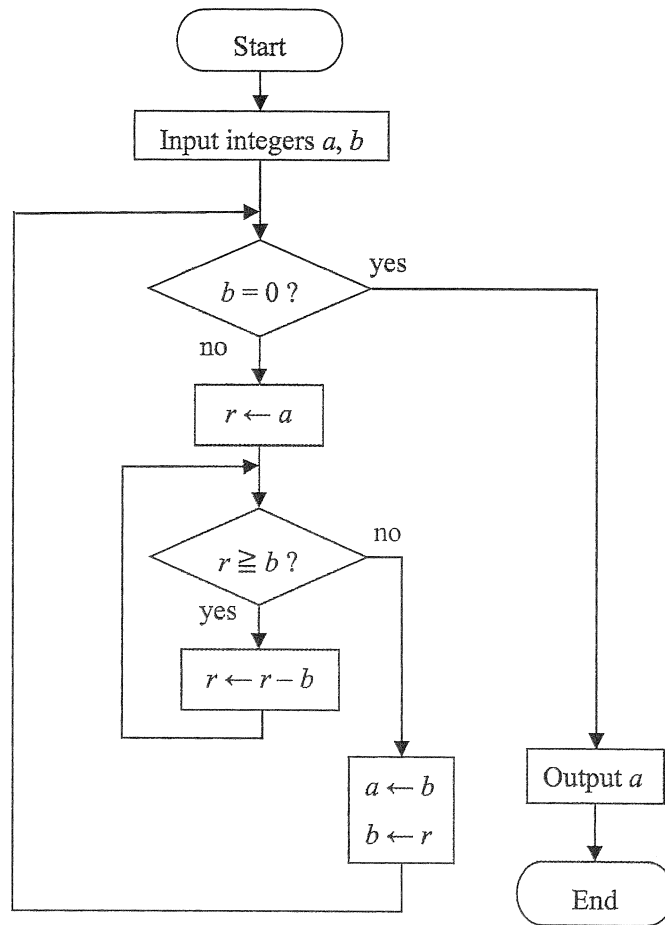 Start
Input integers a, b
b = 0 ?
yes
no
r ← a
r ≧ b ?
no
yes
r ← r – b
a ← b
b ← r
Output a
End